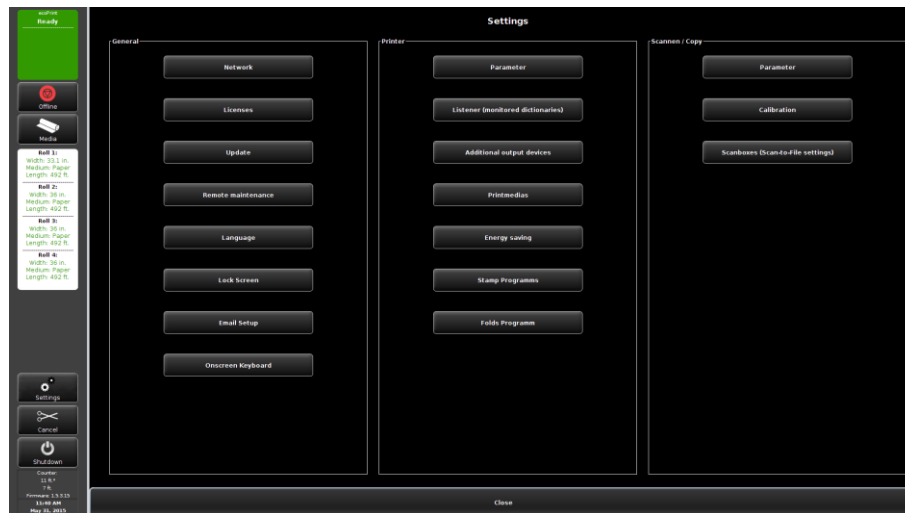 ecoPrint
Ready
Offline
Media
Roll 1:
Width: 33.1 in.
Medium: Paper
Length: 492 ft.
Roll 2:
Width: 36 in.
Medium: Paper
Length: 492 ft.
Roll 3:
Width: 36 in.
Medium: Paper
Length: 492 ft.
Roll 4:
Width: 36 in.
Medium: Paper
Length: 492 ft.
Settings
Cancel
Shutdown
Counter:
11 ft.²
7 ft.
Firmware 1.5.5.15
11:40 AM
May 31, 2015
Settings
General
Network
Licenses
Update
Remote maintenance
Language
Lock Screen
Email Setup
Onscreen Keyboard
Printer
Parameter
Listener (monitored dictionaries)
Additional output devices
Printmedias
Energy saving
Stamp Programms
Folds Programm
Scannen / Copy
Parameter
Calibration
Scanboxes (Scan-to-File settings)
Close